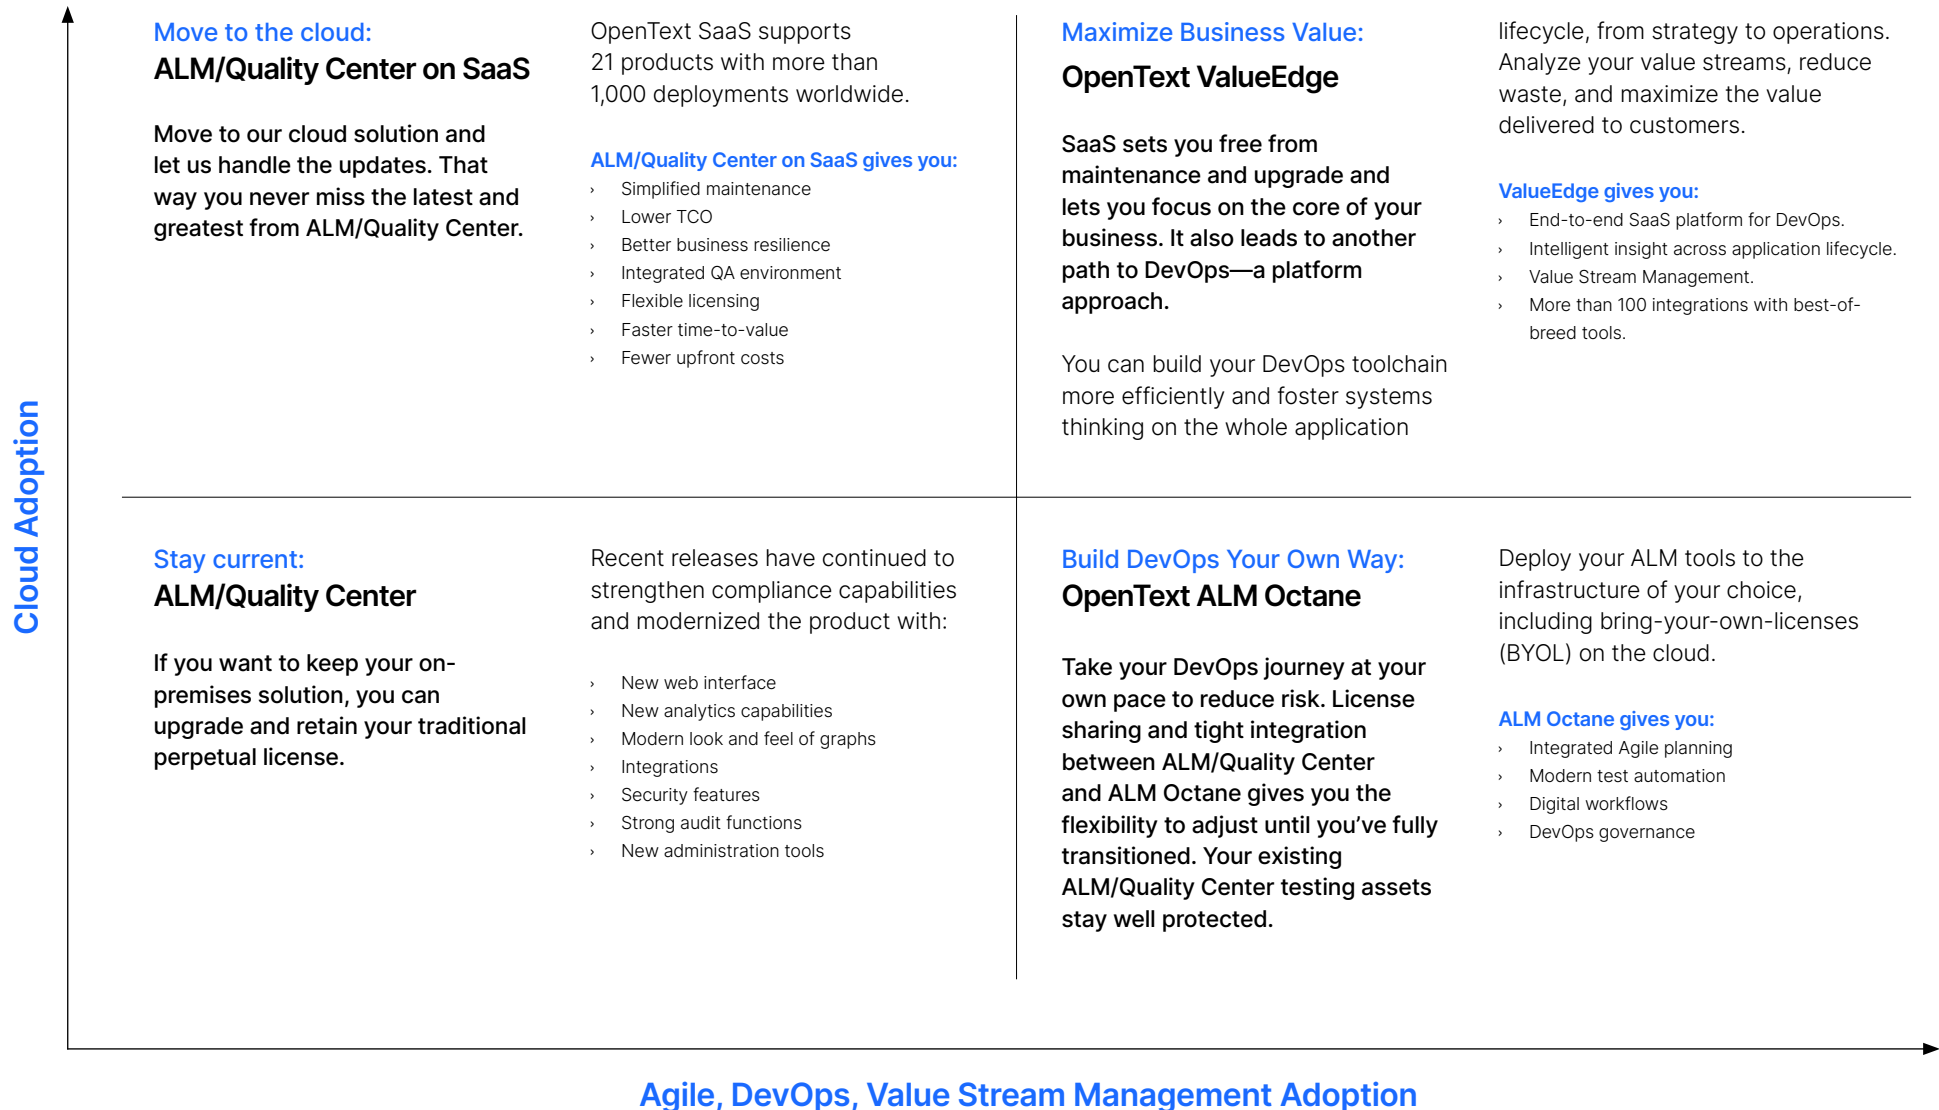 Move to the cloud:
ALM/Quality Center on SaaS
Move to our cloud solution and
let us handle the updates. That
way you never miss the latest and
greatest from ALM/Quality Center.
OpenText SaaS supports
21 products with more than
1,000 deployments worldwide.
ALM/Quality Center on SaaS gives you:
› Simplified maintenance
› Lower TCO
› Better business resilience
› Integrated QA environment
› Flexible licensing
› Faster time-to-value
› Fewer upfront costs
Maximize Business Value:
OpenText ValueEdge
SaaS sets you free from
maintenance and upgrade and
lets you focus on the core of your
business. It also leads to another
path to DevOps—a platform
approach.
You can build your DevOps toolchain
more efficiently and foster systems
thinking on the whole application
lifecycle, from strategy to operations.
Analyze your value streams, reduce
waste, and maximize the value
delivered to customers.
ValueEdge gives you:
› End-to-end SaaS platform for DevOps.
› Intelligent insight across application lifecycle.
› Value Stream Management.
› More than 100 integrations with best-of-
breed tools.
Cloud Adoption
Stay current:
ALM/Quality Center
If you want to keep your on-
premises solution, you can
upgrade and retain your traditional
perpetual license.
Recent releases have continued to
strengthen compliance capabilities
and modernized the product with:
› New web interface
› New analytics capabilities
› Modern look and feel of graphs
› Integrations
› Security features
› Strong audit functions
› New administration tools
Build DevOps Your Own Way:
OpenText ALM Octane
Take your DevOps journey at your
own pace to reduce risk. License
sharing and tight integration
between ALM/Quality Center
and ALM Octane gives you the
flexibility to adjust until you’ve fully
transitioned. Your existing
ALM/Quality Center testing assets
stay well protected.
Deploy your ALM tools to the
infrastructure of your choice,
including bring-your-own-licenses
(BYOL) on the cloud.
ALM Octane gives you:
› Integrated Agile planning
› Modern test automation
› Digital workflows
› DevOps governance
Agile, DevOps, Value Stream Management Adoption